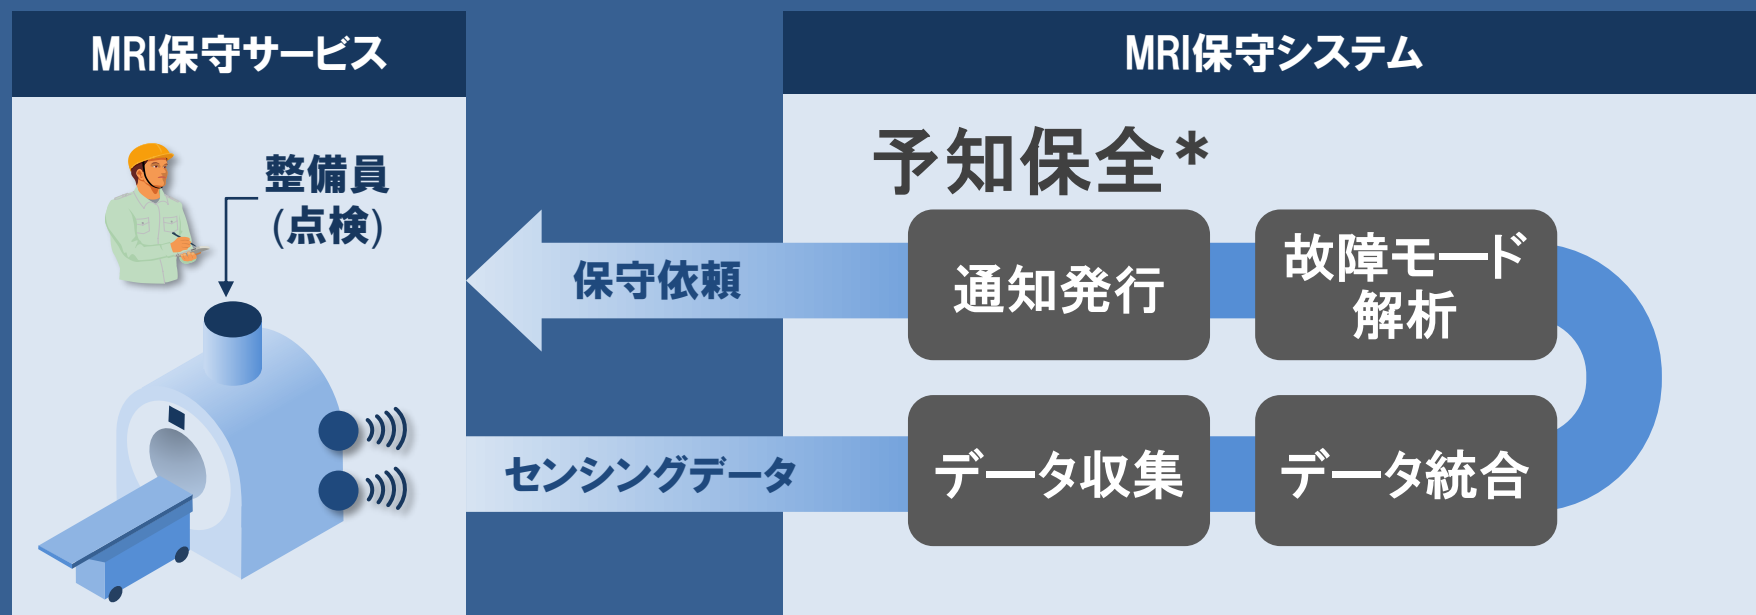 MRI保守サービス
MRI保守システム
整備員
(点検)
予知保全*
保守依頼
通知発行
故障モード
解析
センシングデータ
データ収集
データ統合